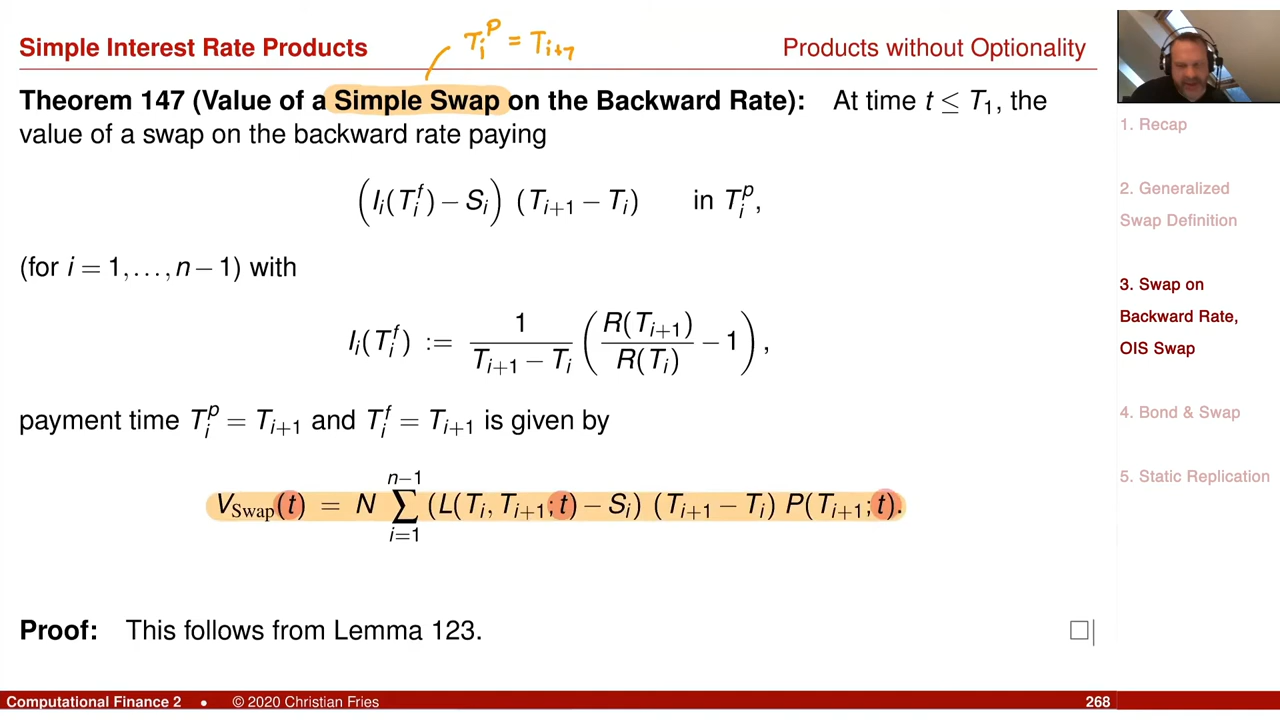 Simple Interest Rate Products
T_i^p = T_{i+1}
Products without Optionality
Theorem 147 (Value of a Simple Swap on the Backward Rate): At time t ≤ T_1, the
value of a swap on the backward rate paying
(I_i(T_i^f) − S_i) (T_{i+1} − T_i) in T_i^p,
(for i = 1,…,n − 1) with
I_i(T_i^f) := \frac{1}{T_{i+1} − T_i} (\frac{R(T_{i+1})}{R(T_i)} − 1),
payment time T_i^p = T_{i+1} and T_i^f = T_{i+1} is given by
V_{Swap}(t) = N \sum_{i=1}^{n−1} (L(T_i, T_{i+1}; t) − S_i) (T_{i+1} − T_i) P(T_{i+1}; t).
Proof: This follows from Lemma 123.
1. Recap
2. Generalized
Swap Definition
3. Swap on
Backward Rate,
OIS Swap
4. Bond & Swap
5. Static Replication
Computational Finance 2 • © 2020 Christian Fries
268